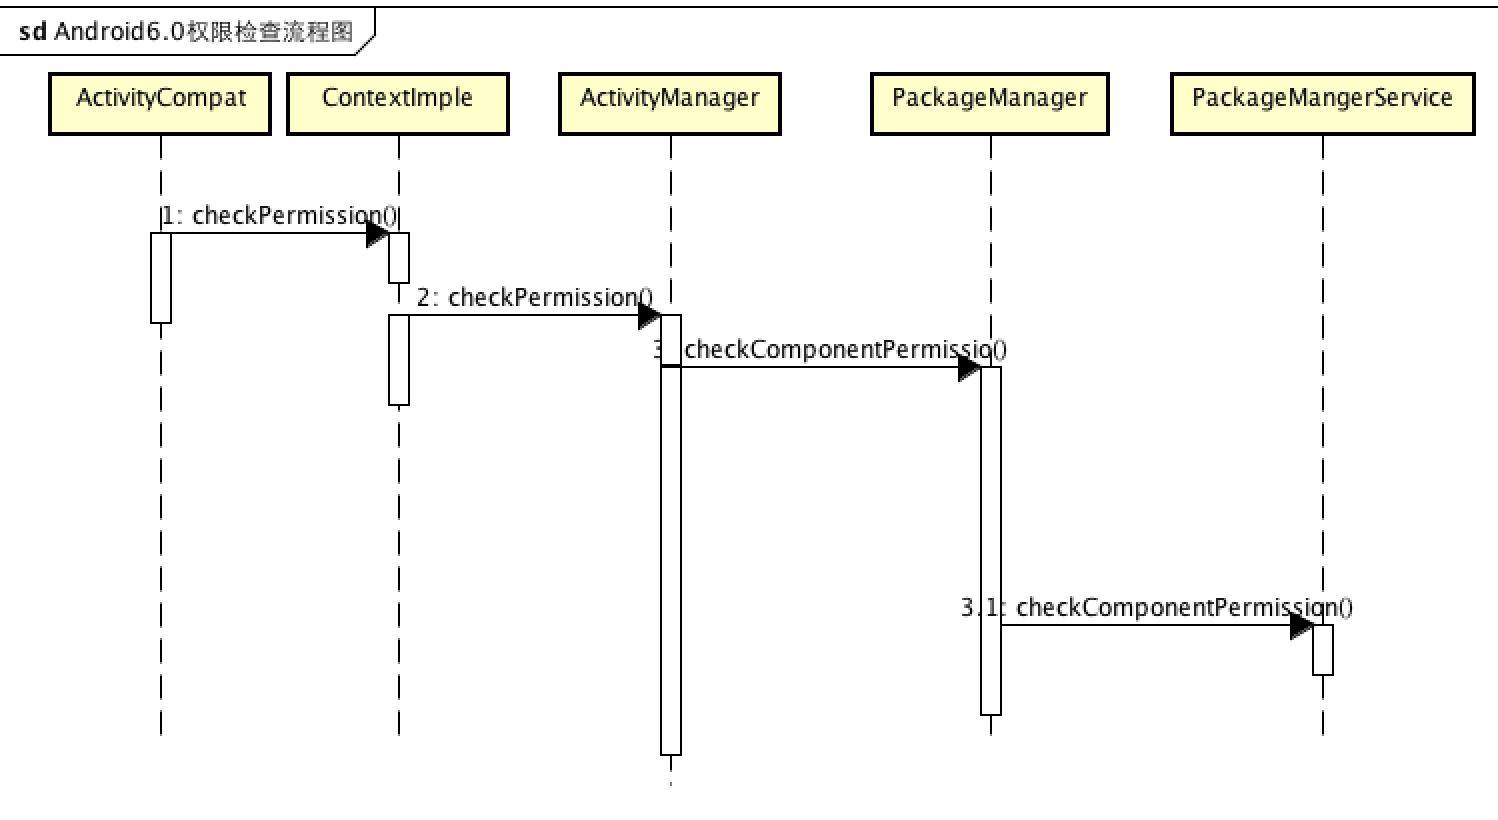 sd Android6.0权限检查流程图
ActivityCompat
ContextImple
ActivityManager
PackageManager
PackageMangerService
1: checkPermission()
2: checkPermission()
3: checkComponentPermissio()
3.1: checkComponentPermission()